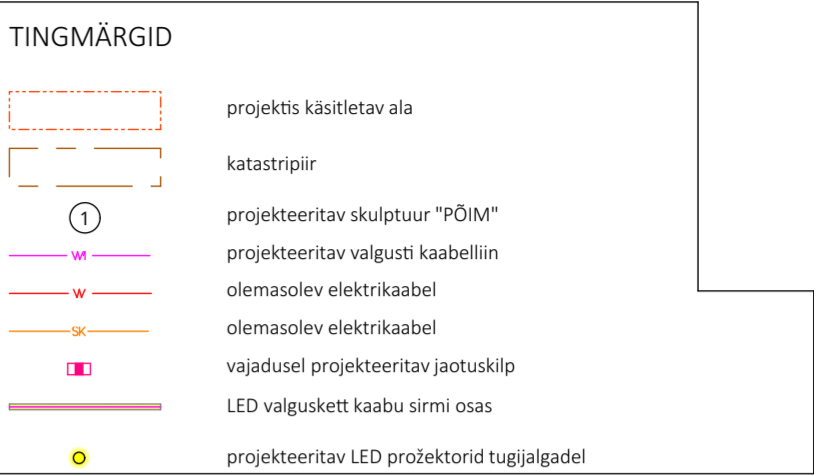 TINGMÄRGID
projektis käsitletav ala
katastripiir
1 projekteeritav skulptuur "PÕIM"
W1 projekteeritav valgusti kaabelliin
W olemasolev elektrikaabel
SK olemasolev elektrikaabel
vajadusel projekteeritav jaotuskilp
LED valguskett kaabu sirmi osas
projekteeritav LED prožektorid tugijalgadel